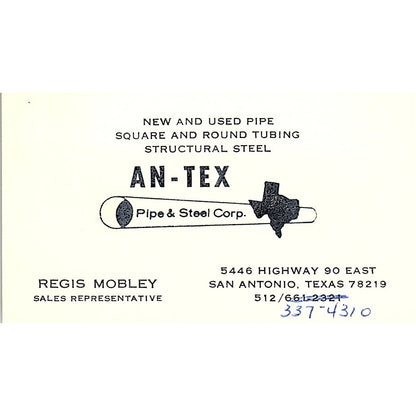 NEW AND USED PIPE
SQUARE AND ROUND TUBING
STRUCTURAL STEEL
AN-TEX
Pipe & Steel Corp.
REGIS MOBLEY
SALES REPRESENTATIVE
5446 HIGHWAY 90 EAST
SAN ANTONIO, TEXAS 78219
512/661-2321
337-4310